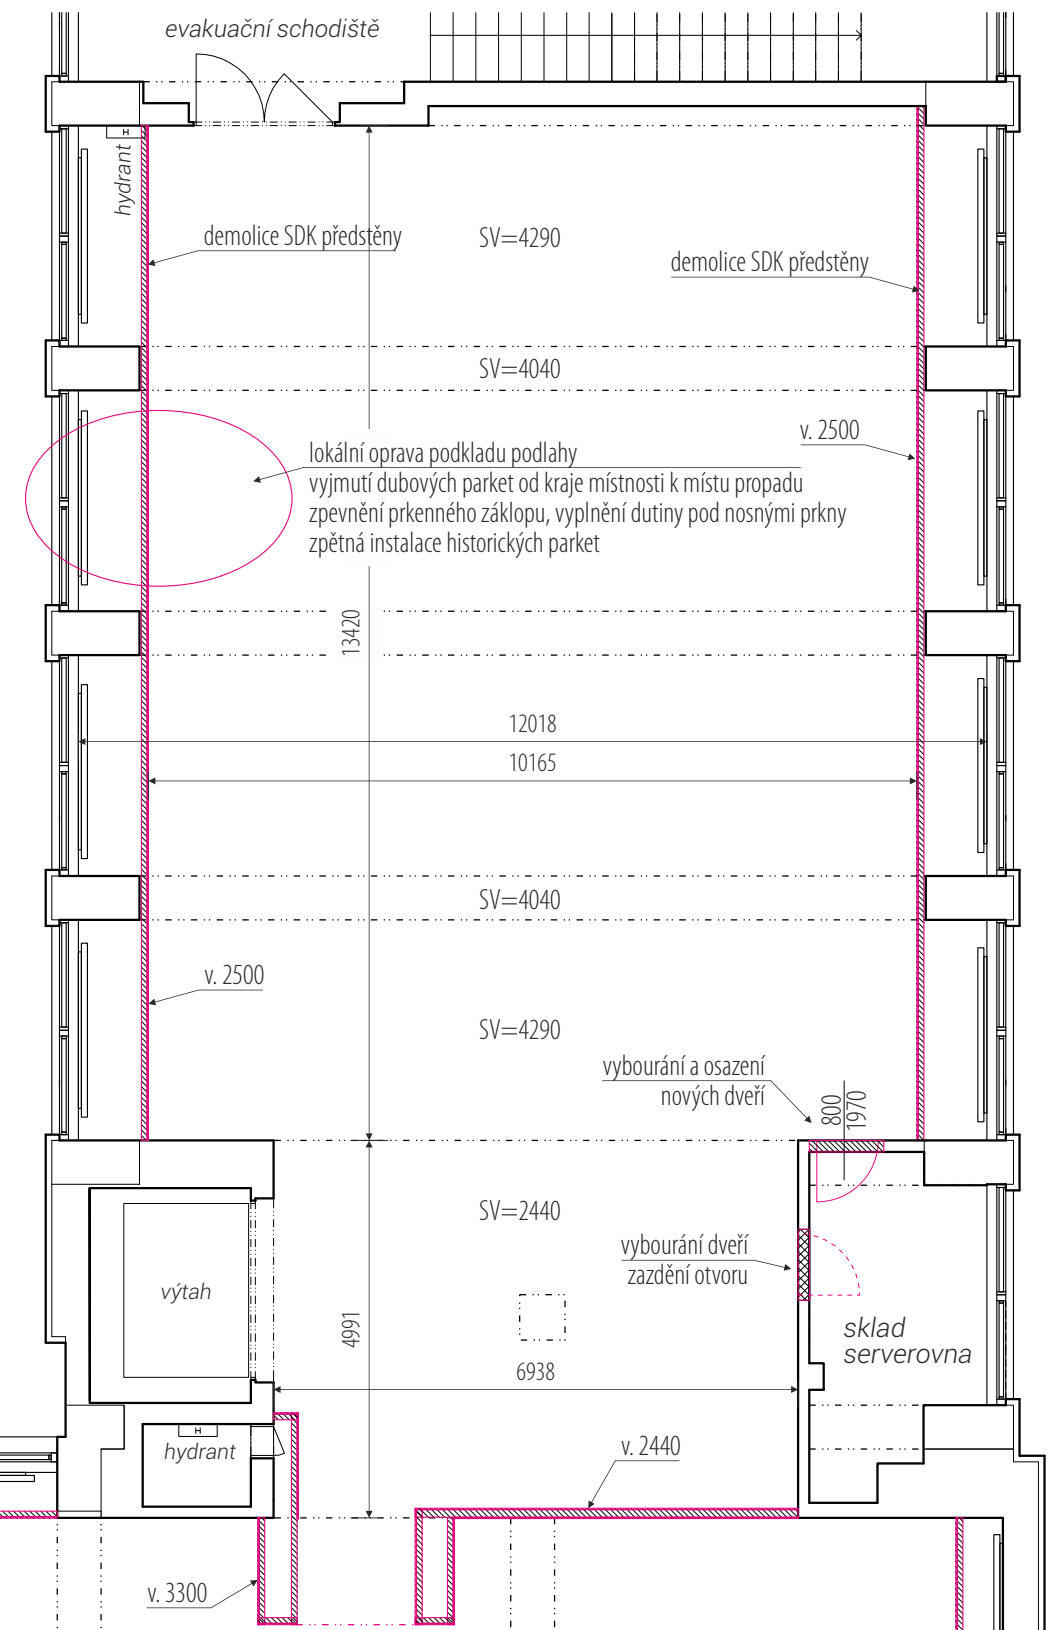 evakuační schodiště
H
hydrant
demolice SDK předstěny
SV=4290
demolice SDK předstěny
SV=4040
v. 2500
lokální oprava podkladu podlahy
vyjmutí dubových parket od kraje místnosti k místu propadu
zpevnění prkenného záklopu, vyplnění dutiny pod nosnými prkny
zpětná instalace historických parket
13420
12018
10165
SV=4040
v. 2500
SV=4290
vybourání a osazení
nových dveří
800
1970
SV=2440
vybourání dveří
zazdění otvoru
výtah
4991
sklad
serverovna
6938
H
hydrant
v. 2440
v. 3300